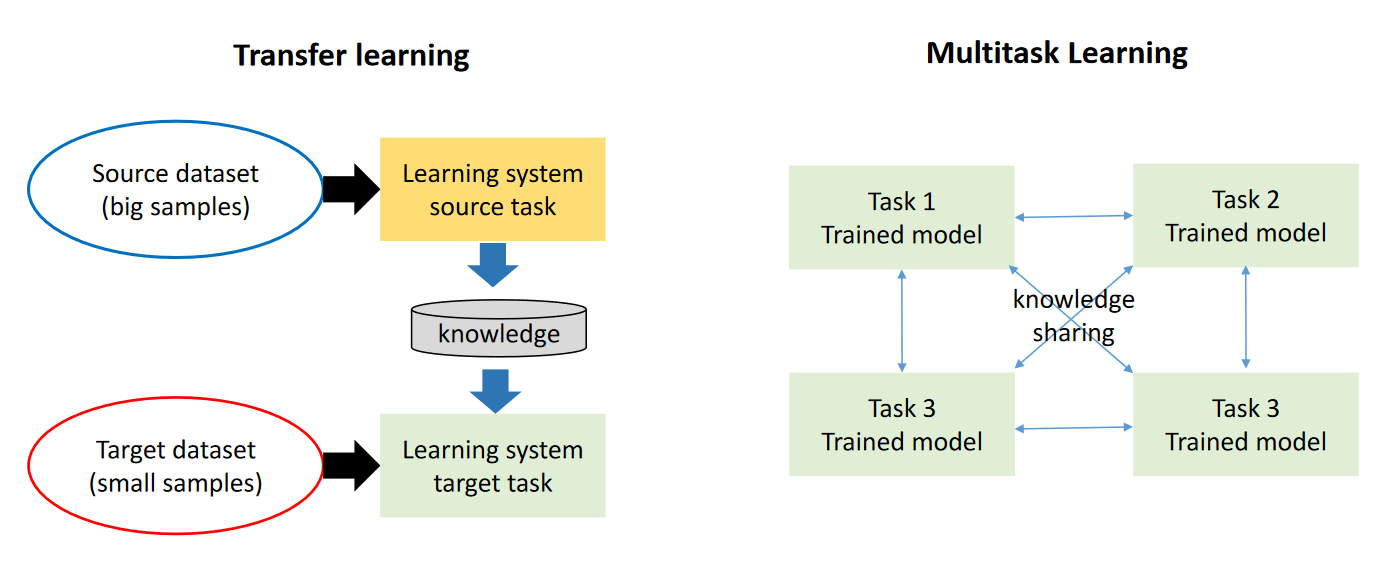 Transfer learning
Source dataset
(big samples)
Learning system
source task
knowledge
Target dataset
(small samples)
Learning system
target task
Multitask Learning
Task 1
Trained model
Task 2
Trained model
knowledge
sharing
Task 3
Trained model
Task 3
Trained model